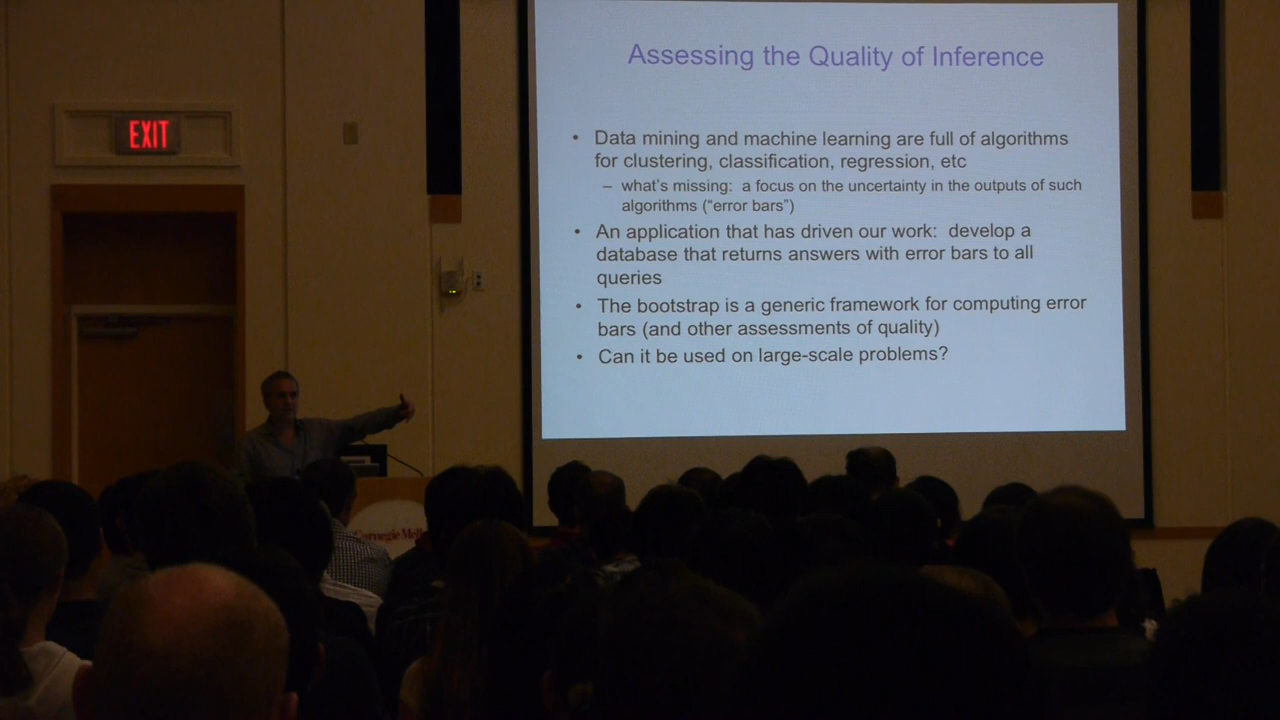 Assessing the Quality of Inference
EXIT
• Data mining and machine learning are full of algorithms
for clustering, classification, regression, etc
– what's missing: a focus on the uncertainty in the outputs of such
algorithms ("error bars")
• An application that has driven our work: develop a
database that returns answers with error bars to all
queries
• The bootstrap is a generic framework for computing error
bars (and other assessments of quality)
• Can it be used on large-scale problems?
Carnegie